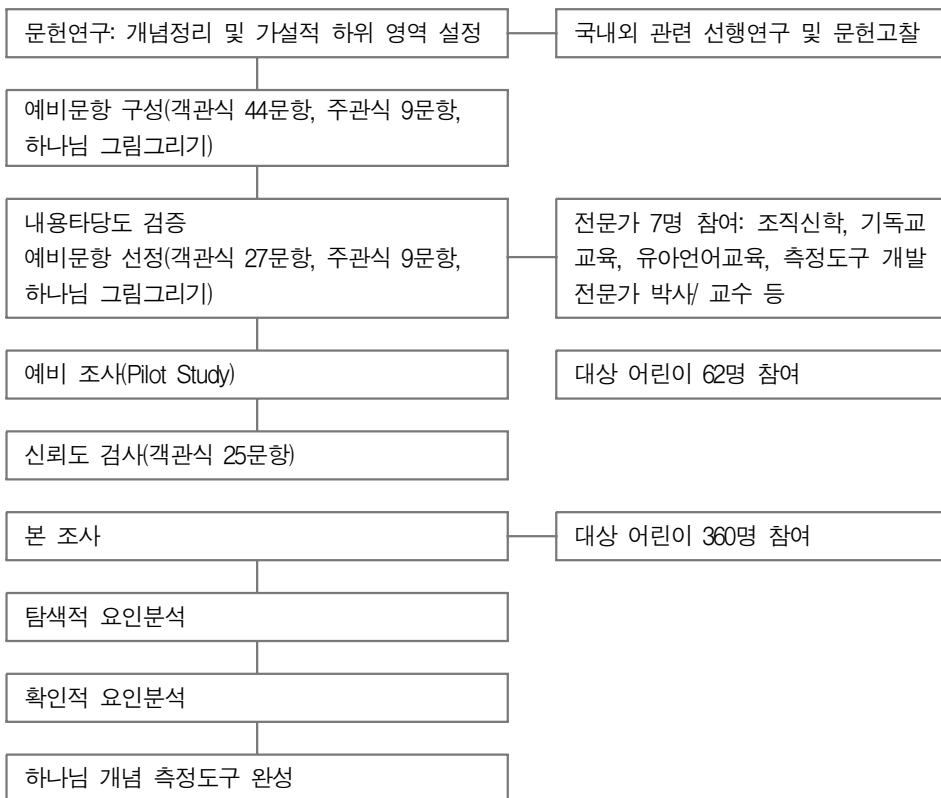 문헌연구: 개념정리 및 가설적 하위 영역 설정
국내외 관련 선행연구 및 문헌고찰
예비문항 구성(객관식 44문항, 주관식 9문항,
하나님 그림그리기)
내용타당도 검증
예비문항 선정(객관식 27문항, 주관식 9문항,
하나님 그림그리기)
전문가 7명 참여: 조직신학, 기독교
교육, 유아언어교육, 측정도구 개발
전문가 박사/ 교수 등
예비 조사(Pilot Study)
대상 어린이 62명 참여
신뢰도 검사(객관식 25문항)
본 조사
대상 어린이 360명 참여
탐색적 요인분석
확인적 요인분석
하나님 개념 측정도구 완성